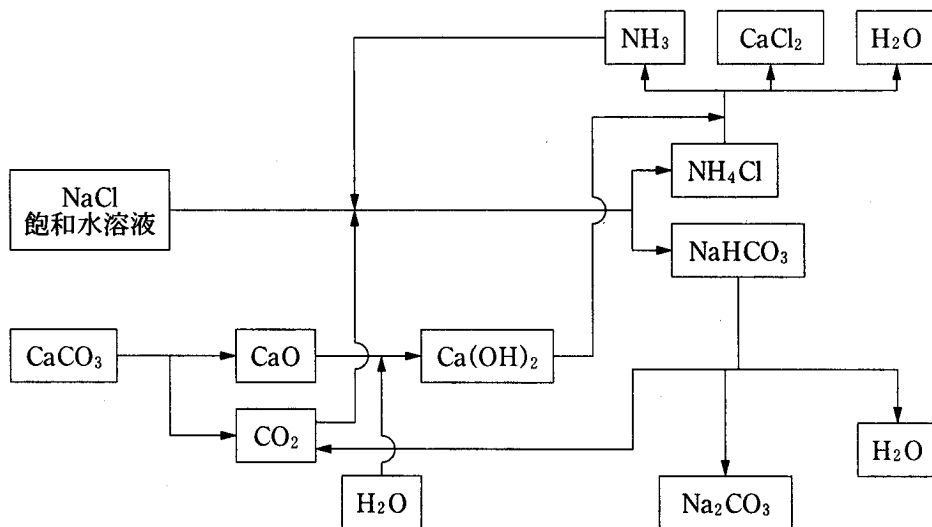 NH₃
CaCl₂
H₂O
NH₄Cl
NaCl
飽和水溶液
NaHCO₃
CaCO₃
CaO
Ca(OH)₂
CO₂
H₂O
H₂O
Na₂CO₃